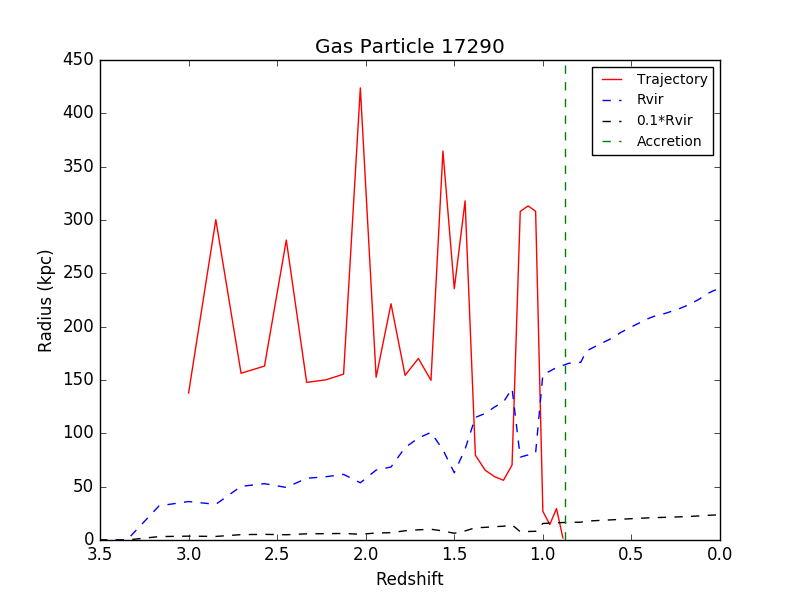 Gas Particle 17290
450
400
350
300
250
200
150
100
50
0
Radius (kpc)
3.5 3.0 2.5 2.0 1.5 1.0 0.5 0.0
Redshift
Trajectory
Rvir
0.1*Rvir
Accretion